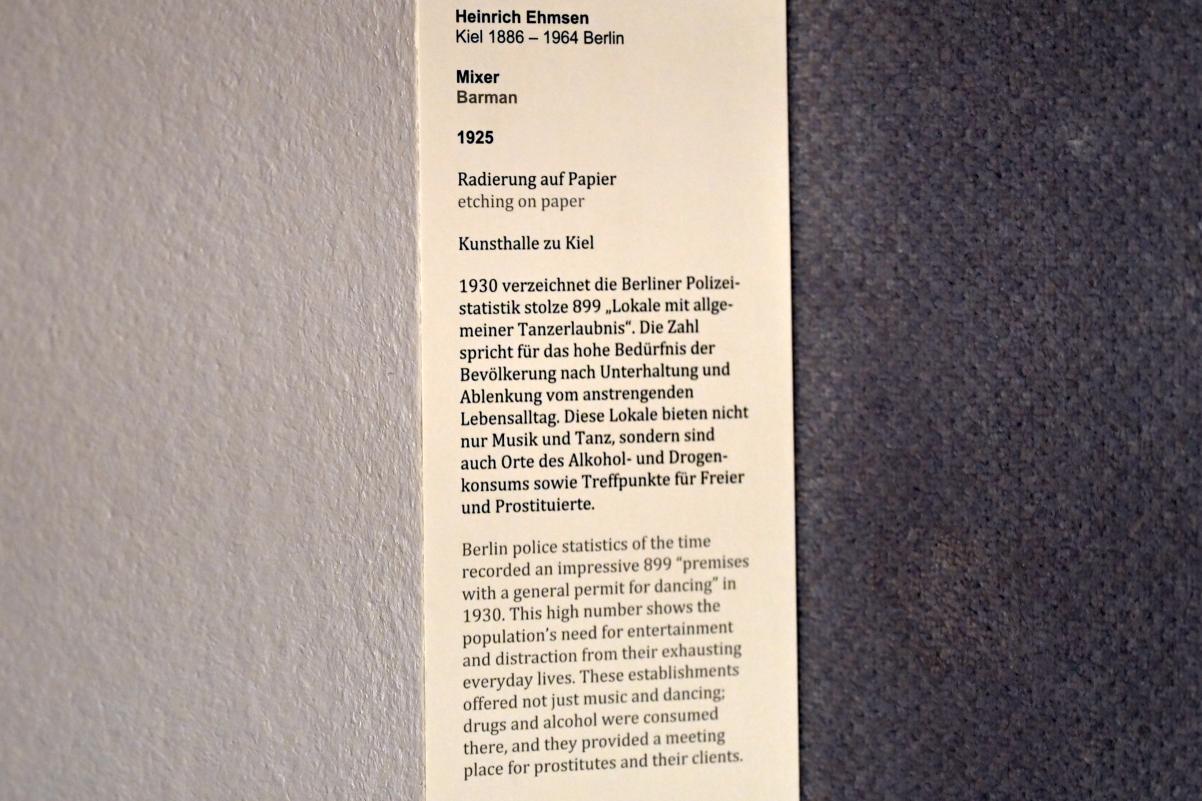 Heinrich Ehmsen
Kiel 1886 – 1964 Berlin
Mixer
Barman
1925
Radierung auf Papier
etching on paper
Kunsthalle zu Kiel
1930 verzeichnet die Berliner Polizei-
statistik stolze 899 „Lokale mit allge-
meiner Tanzerlaubnis“. Die Zahl
spricht für das hohe Bedürfnis der
Bevölkerung nach Unterhaltung und
Ablenkung vom anstrengenden
Lebensalltag. Diese Lokale bieten nicht
nur Musik und Tanz, sondern sind
auch Orte des Alkohol- und Drogen-
konsums sowie Treffpunkte für Freier
und Prostituierte.
Berlin police statistics of the time
recorded an impressive 899 “premises
with a general permit for dancing” in
1930. This high number shows the
population’s need for entertainment
and distraction from their exhausting
everyday lives. These establishments
offered not just music and dancing;
drugs and alcohol were consumed
there, and they provided a meeting
place for prostitutes and their clients.